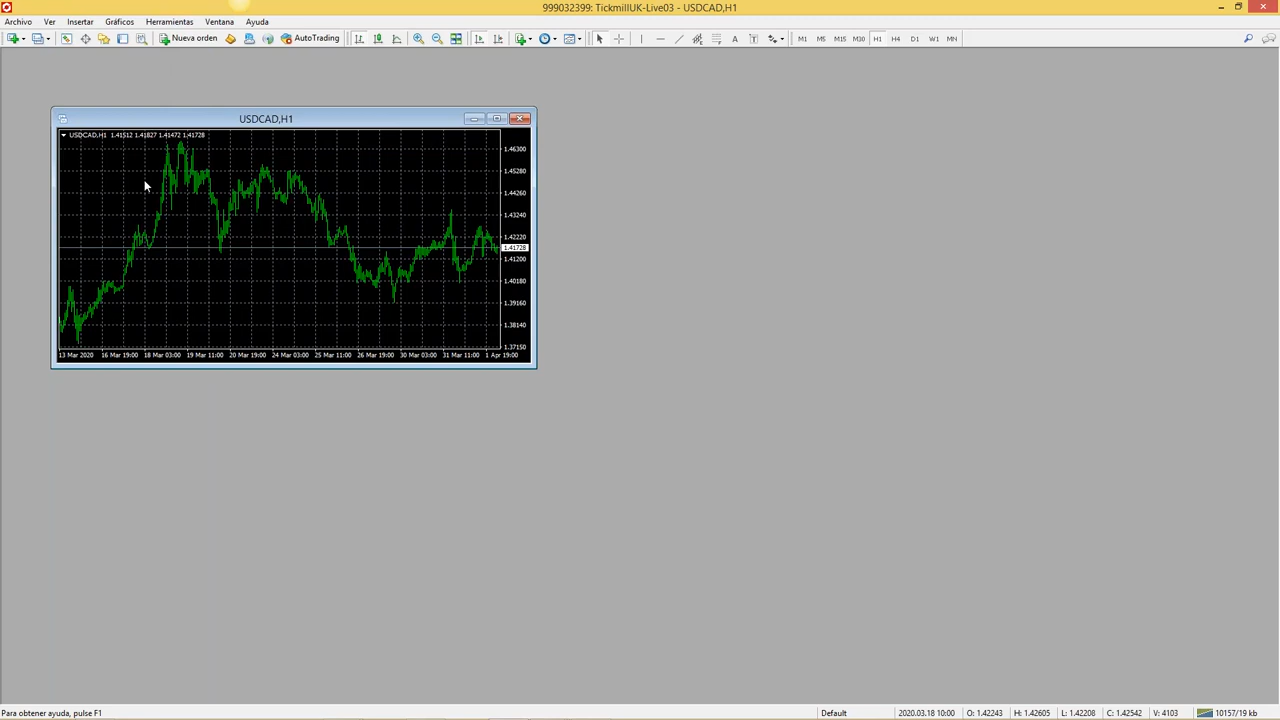 999032399: TickmillUK-Live03 - USDCAD,H1
Archivo Ver Insertar Gráficos Herramientas Ventana Ayuda
Nueva orden AutoTrading A T M1 M5 M15 M30 H1 H4 D1 W1 MN
USDCAD,H1
USDCAD,H1 1.41512 1.41827 1.41472 1.41728
1.46300
1.45280
1.44260
1.43240
1.42220
1.41728
1.41200
1.40180
1.39160
1.38140
1.37150
13 Mar 2020 16 Mar 19:00 18 Mar 03:00 19 Mar 11:00 20 Mar 19:00 24 Mar 03:00 25 Mar 11:00 26 Mar 19:00 30 Mar 03:00 31 Mar 11:00 1 Apr 19:00
Para obtener ayuda, pulse F1 Default 2020.03.18 10:00 O: 1.42243 H: 1.42605 L: 1.42208 C: 1.42542 V: 4103 10157/19 kb